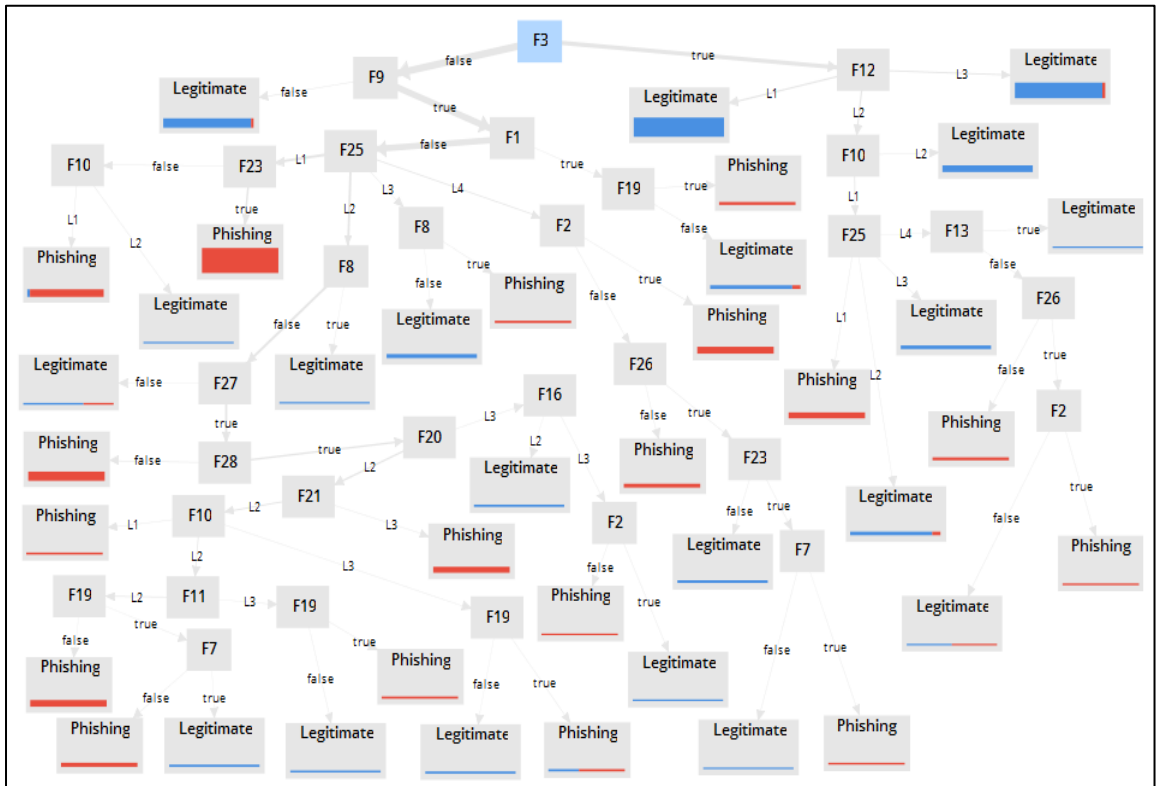 F3
false
true
F9
F12
Legitimate
L3
Legitimate
false
Legitimate
L1
true
L2
F1
F10
L2
Legitimate
F10
false
F23
L1
F25
false
true
Phishing
L3
L4
F19
true
L1
L1
true
L2
F8
F2
false
F25
L4
F13
true
Legitimate
Phishing
L2
Phishing
F8
true
Legitimate
false
false
true
L3
F26
Legitimate
false
Phishing
false
Legitimate
L1
false
true
Legitimate
Phishing
false
true
F26
Phishing
L2
Legitimate
false
F27
Legitimate
F16
false
true
Phishing
F2
true
F20
L3
L2
Phishing
F23
false
true
Phishing
false
F28
true
Legitimate
L3
L2
F21
false
true
Legitimate
Phishing
L1
F10
L2
L3
F2
Legitimate
F7
false
Phishing
L2
Phishing
false
true
L3
F19
L2
F11
L3
F19
F19
Phishing
Legitimate
true
false
F7
true
Legitimate
false
true
Phishing
Phishing
false
true
false
false
true
Phishing
Legitimate
Legitimate
Legitimate
Phishing
Legitimate
Phishing